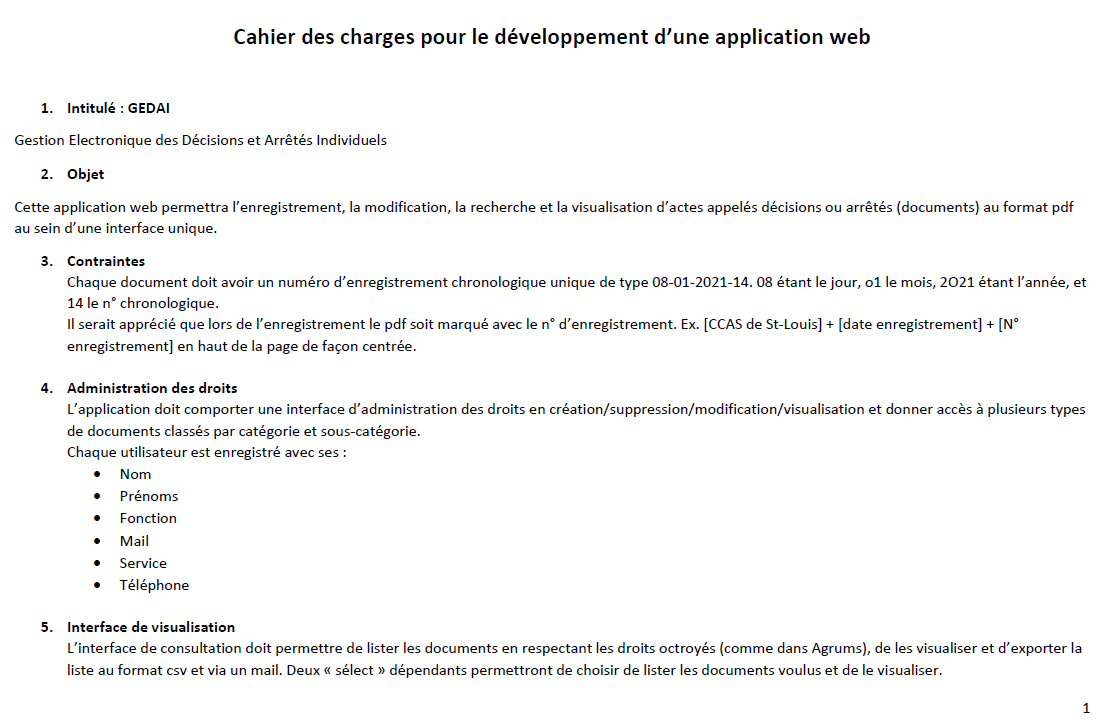 Cahier des charges pour le développement d’une application web
1. Intitulé : GEDAI
Gestion Electronique des Décisions et Arrêtés Individuels
2. Objet
Cette application web permettra l’enregistrement, la modification, la recherche et la visualisation d’actes appelés décisions ou arrêtés (documents) au format pdf
au sein d’une interface unique.
3. Contraintes
Chaque document doit avoir un numéro d’enregistrement chronologique unique de type 08-01-2021-14. 08 étant le jour, o1 le mois, 2O21 étant l’année, et
14 le n° chronologique.
Il serait apprécié que lors de l’enregistrement le pdf soit marqué avec le n° d’enregistrement. Ex. [CCAS de St-Louis] + [date enregistrement] + [N°
enregistrement] en haut de la page de façon centrée.
4. Administration des droits
L’application doit comporter une interface d’administration des droits en création/suppression/modification/visualisation et donner accès à plusieurs types
de documents classés par catégorie et sous-catégorie.
Chaque utilisateur est enregistré avec ses :
• Nom
• Prénoms
• Fonction
• Mail
• Service
• Téléphone
5. Interface de visualisation
L’interface de consultation doit permettre de lister les documents en respectant les droits octroyés (comme dans Agrums), de les visualiser et d’exporter la
liste au format csv et via un mail. Deux « sélect » dépendants permettront de choisir de lister les documents voulus et de le visualiser.
1